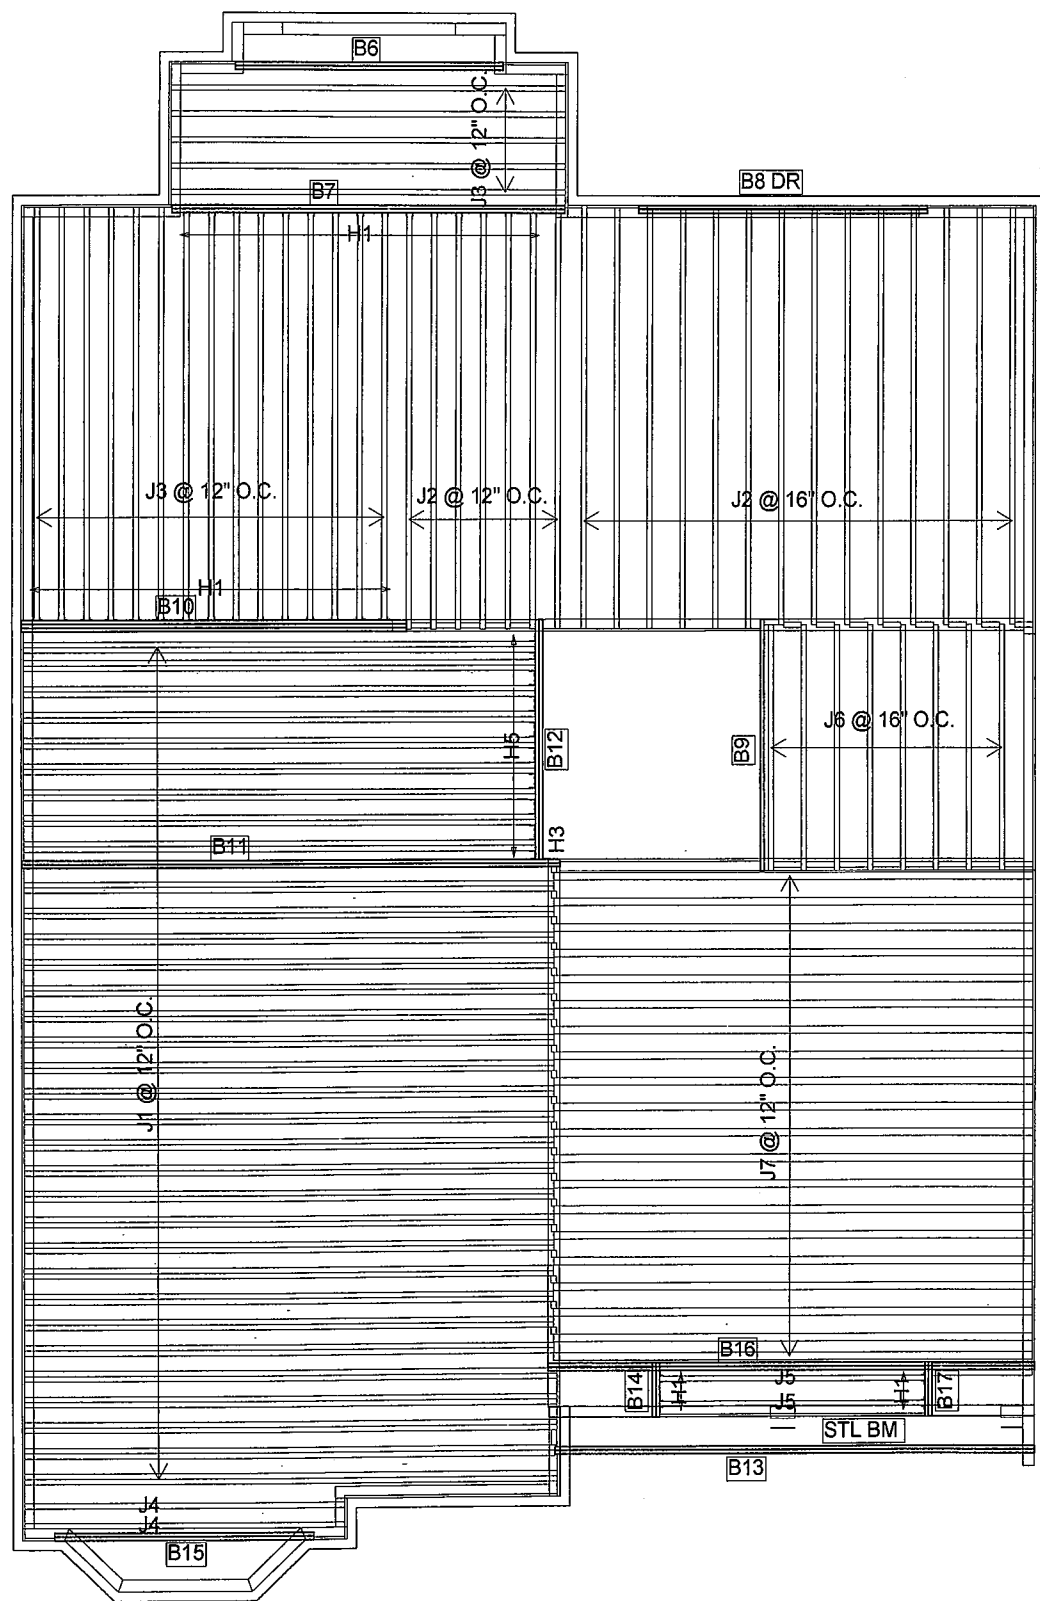 B6
J3 @ 12" O.C.
B7
B8 DR
H1
J3 @ 12" O.C.
J2 @ 12" O.C.
J2 @ 16" O.C.
H1
B10
H5
B12
B9
J6 @ 16" O.C.
H3
B11
J1 @ 12" O.C.
J7 @ 12" O.C.
B16
B14
H1
J5
J5
H1
B17
STL BM
B13
J4
J4
B15